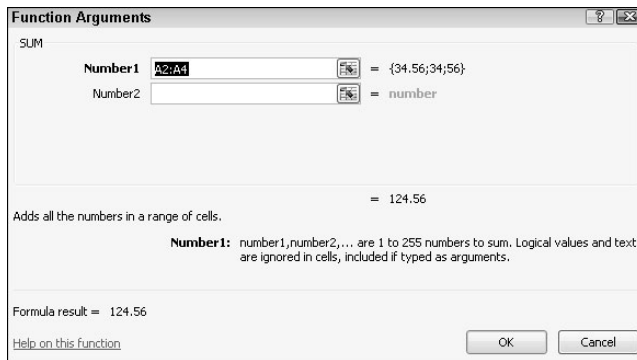 Function Arguments
SUM
Number1 A2:A4 = {34.56;34;56}
Number2 = number
= 124.56
Adds all the numbers in a range of cells.
Number1: number1,number2,... are 1 to 255 numbers to sum. Logical values and text
are ignored in cells, included if typed as arguments.
Formula result = 124.56
Help on this function OK Cancel